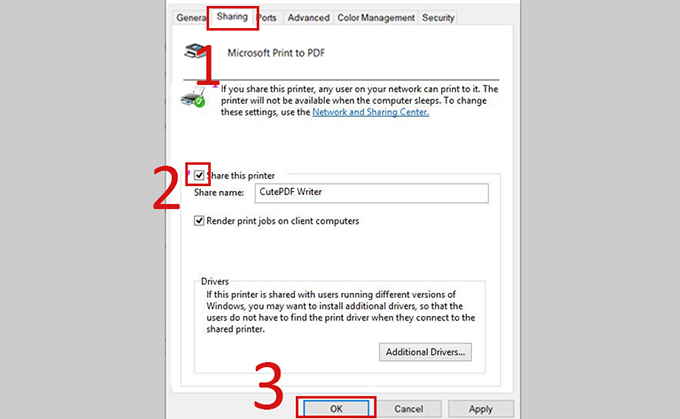 General Sharing Ports Advanced Color Management Security
1
Microsoft Print to PDF
If you share this printer, any user on your network can print to it. The
printer will not be available when the computer sleeps. To change
these settings, use the Network and Sharing Center.
2
Share this printer
Share name: CutePDF Writer
Render print jobs on client computers
Drivers
If this printer is shared with users running different versions of
Windows, you may want to install additional drivers, so that the
users do not have to find the print driver when they connect to the
shared printer.
Additional Drivers...
3
OK Cancel Apply